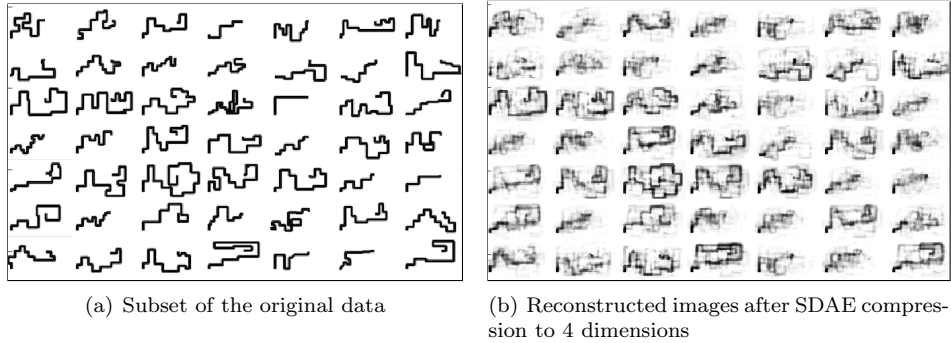 (a) Subset of the original data
(b) Reconstructed images after SDAE compres-
sion to 4 dimensions